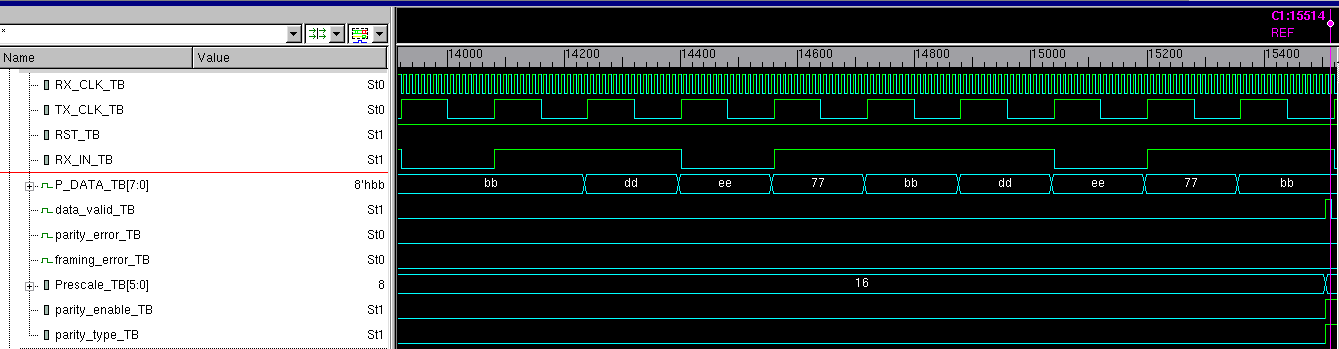 C1:15514
*
REF
Name Value
14000 14200 14400 14600 14800 15000 15200 15400
RX_CLK_TB St0
TX_CLK_TB St0
RST_TB St1
RX_IN_TB St1
P_DATA_TB[7:0] 8'hbb bb dd ee 77 bb dd ee 77 bb
data_valid_TB St1
parity_error_TB St0
framing_error_TB St0
Prescale_TB[5:0] 8 16
parity_enable_TB St1
parity_type_TB St1